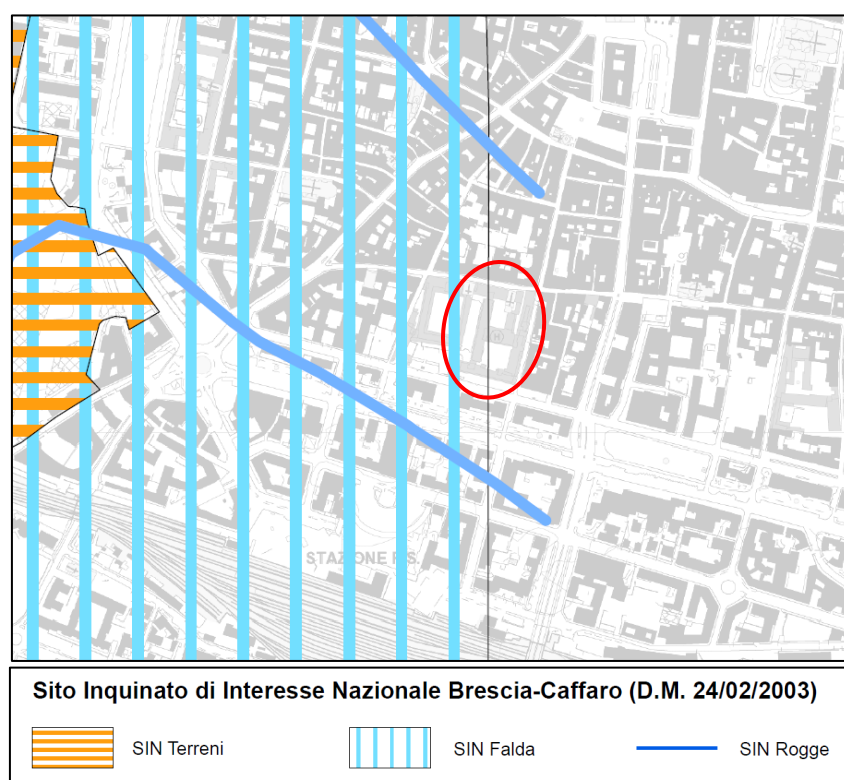 STAZIONE F.S.
Sito Inquinato di Interesse Nazionale Brescia-Caffaro (D.M. 24/02/2003)
SIN Terreni SIN Falda SIN Rogge